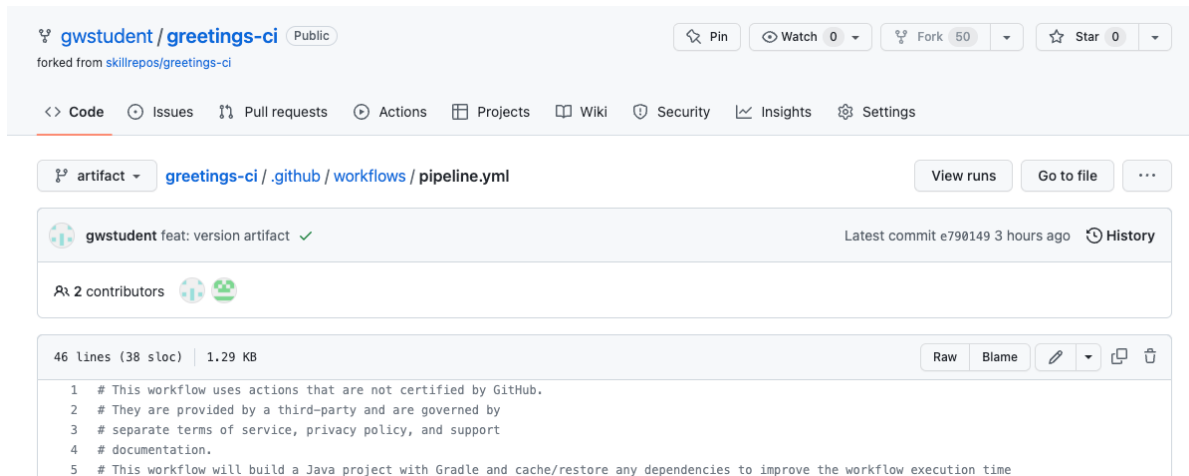 gwstudent / greetings-ci Public
Pin Watch 0 Fork 50 Star 0
forked from skillrepos/greetings-ci
<> Code Issues Pull requests Actions Projects Wiki Security Insights Settings
artifact greetings-ci / .github / workflows / pipeline.yml View runs Go to file ...
gwstudent feat: version artifact Latest commit e790149 3 hours ago History
2 contributors
46 lines (38 sloc) 1.29 KB Raw Blame
1 # This workflow uses actions that are not certified by GitHub.
2 # They are provided by a third-party and are governed by
3 # separate terms of service, privacy policy, and support
4 # documentation.
5 # This workflow will build a Java project with Gradle and cache/restore any dependencies to improve the workflow execution time